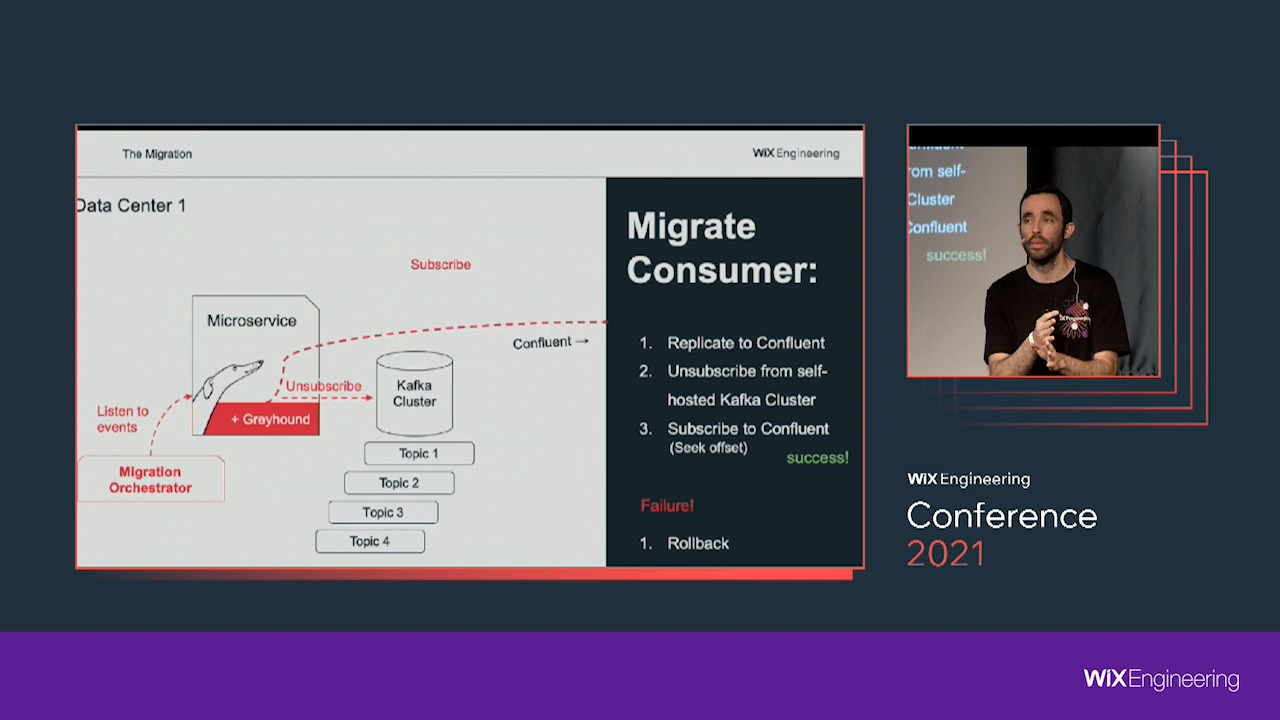 The Migration
WiX Engineering
Data Center 1
Subscribe
Microservice
Confluent →
Unsubscribe
Kafka
Cluster
Listen to
events
+ Greyhound
Migration
Orchestrator
Topic 1
Topic 2
Topic 3
Topic 4
Migrate
Consumer:
1. Replicate to Confluent
2. Unsubscribe from self-
hosted Kafka Cluster
3. Subscribe to Confluent
(Seek offset)
success!
Failure!
1. Rollback
rom self-
Cluster
Confluent
success!
WiX Engineering
Conference
2021
WiXEngineering